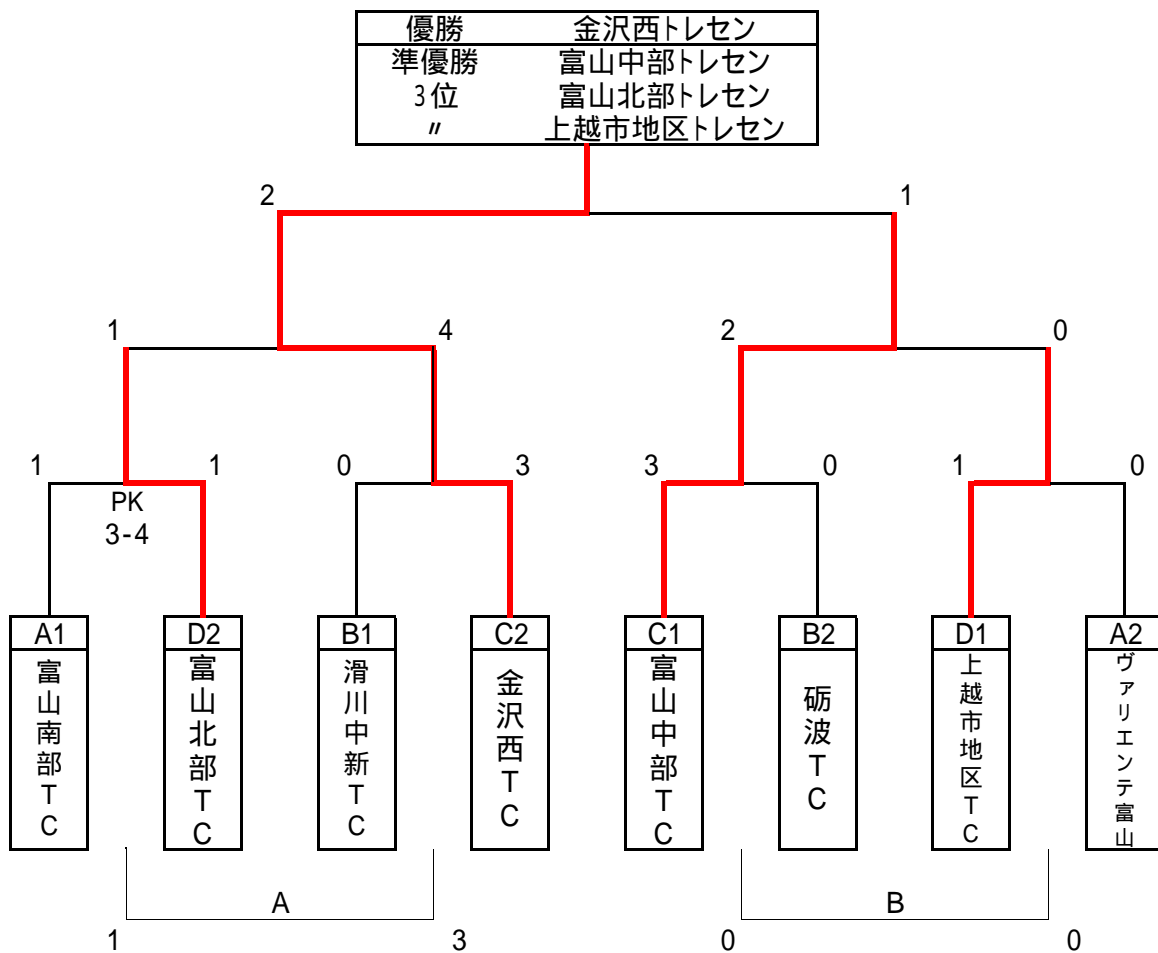 優勝 金沢西トレセン
準優勝 富山中部トレセン
3位 富山北部トレセン
〃 上越市地区トレセン
2 1
1 4 2 0
1 1 0 3 3 0 1 0
PK
3-4
A1 D2 B1 C2 C1 B2 D1 A2
富山南部TC
富山北部TC
滑川中新TC
金沢西TC
富山中部TC
砺波TC
上越市地区TC
ヴァリエンテ富山
A B
1 3 0 0